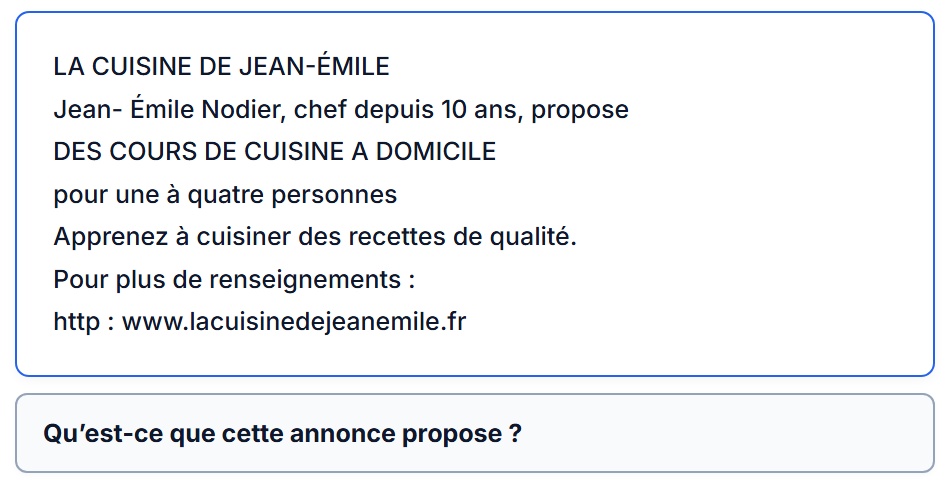 LA CUISINE DE JEAN-ÉMILE
Jean- Émile Nodier, chef depuis 10 ans, propose
DES COURS DE CUISINE A DOMICILE
pour une à quatre personnes
Apprenez à cuisiner des recettes de qualité.
Pour plus de renseignements :
http : www.lacuisinedejeanemile.fr
Qu’est-ce que cette annonce propose ?